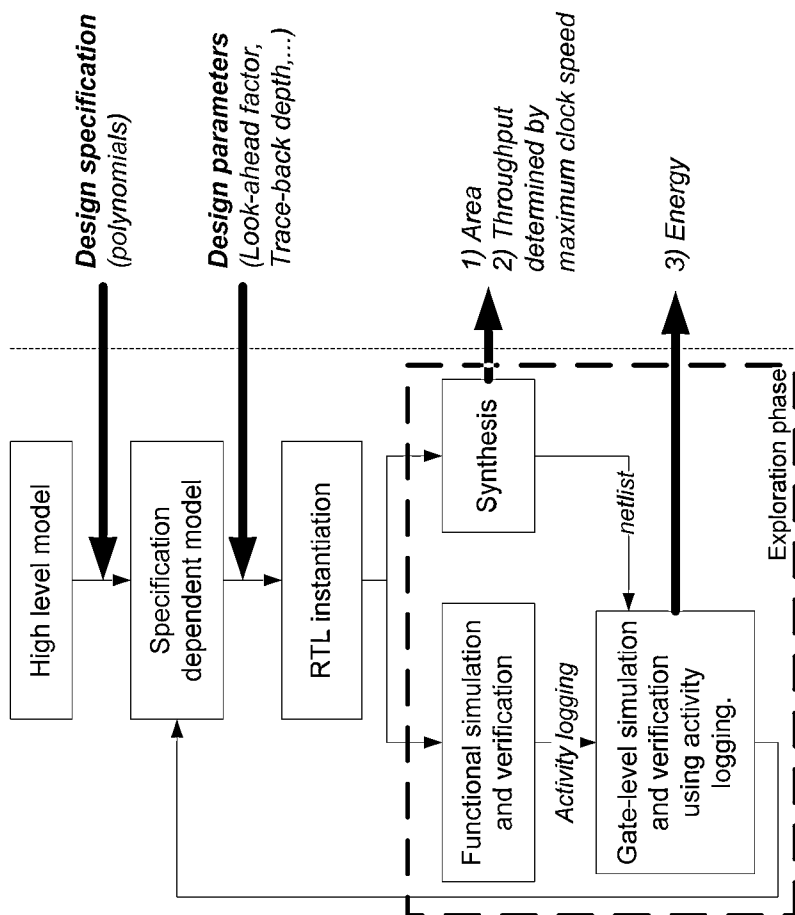 High level model
Design specification
(polynomials)
Specification
dependent model
Design parameters
(Look-ahead factor,
Trace-back depth,...)
RTL instantiation
Functional simulation
and verification
Synthesis
1) Area
2) Throughput
determined by
maximum clock speed
Activity logging
netlist
Gate-level simulation
and verification
using activity
logging.
3) Energy
Exploration phase